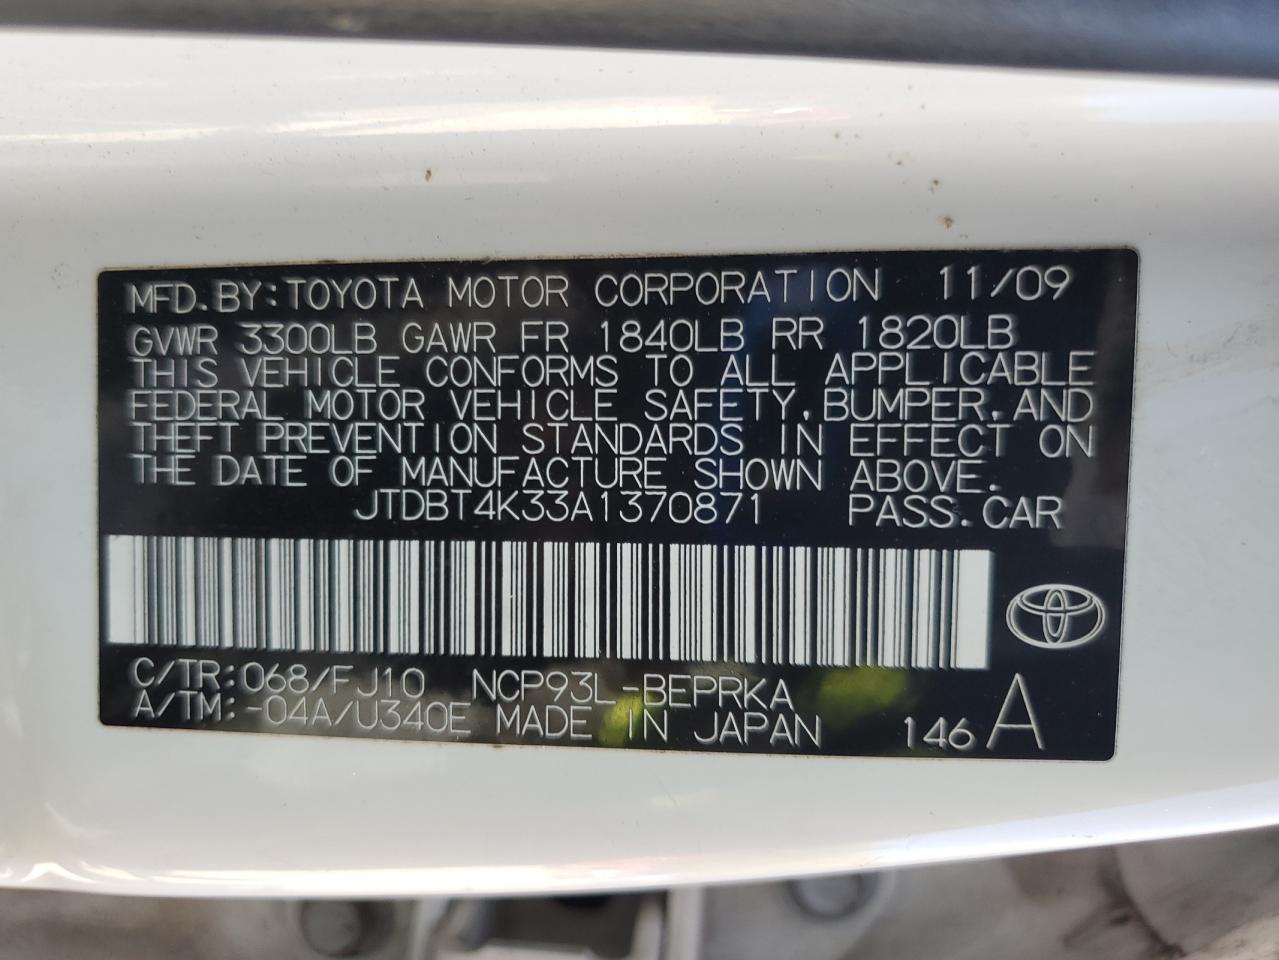 MFD. BY: TOYOTA MOTOR CORPORATION 11/09
GVWR 3300LB GAWR FR 1840LB RR 1820LB
THIS VEHICLE CONFORMS TO ALL APPLICABLE
FEDERAL MOTOR VEHICLE SAFETY, BUMPER, AND
THEFT PREVENTION STANDARDS IN EFFECT ON
THE DATE OF MANUFACTURE SHOWN ABOVE.
JTDBT4K33A1370871 PASS. CAR
C/TR: 068/FJ10 NCP93L-BEPRKA
A/TM: -04A/U340E MADE IN JAPAN 146 A